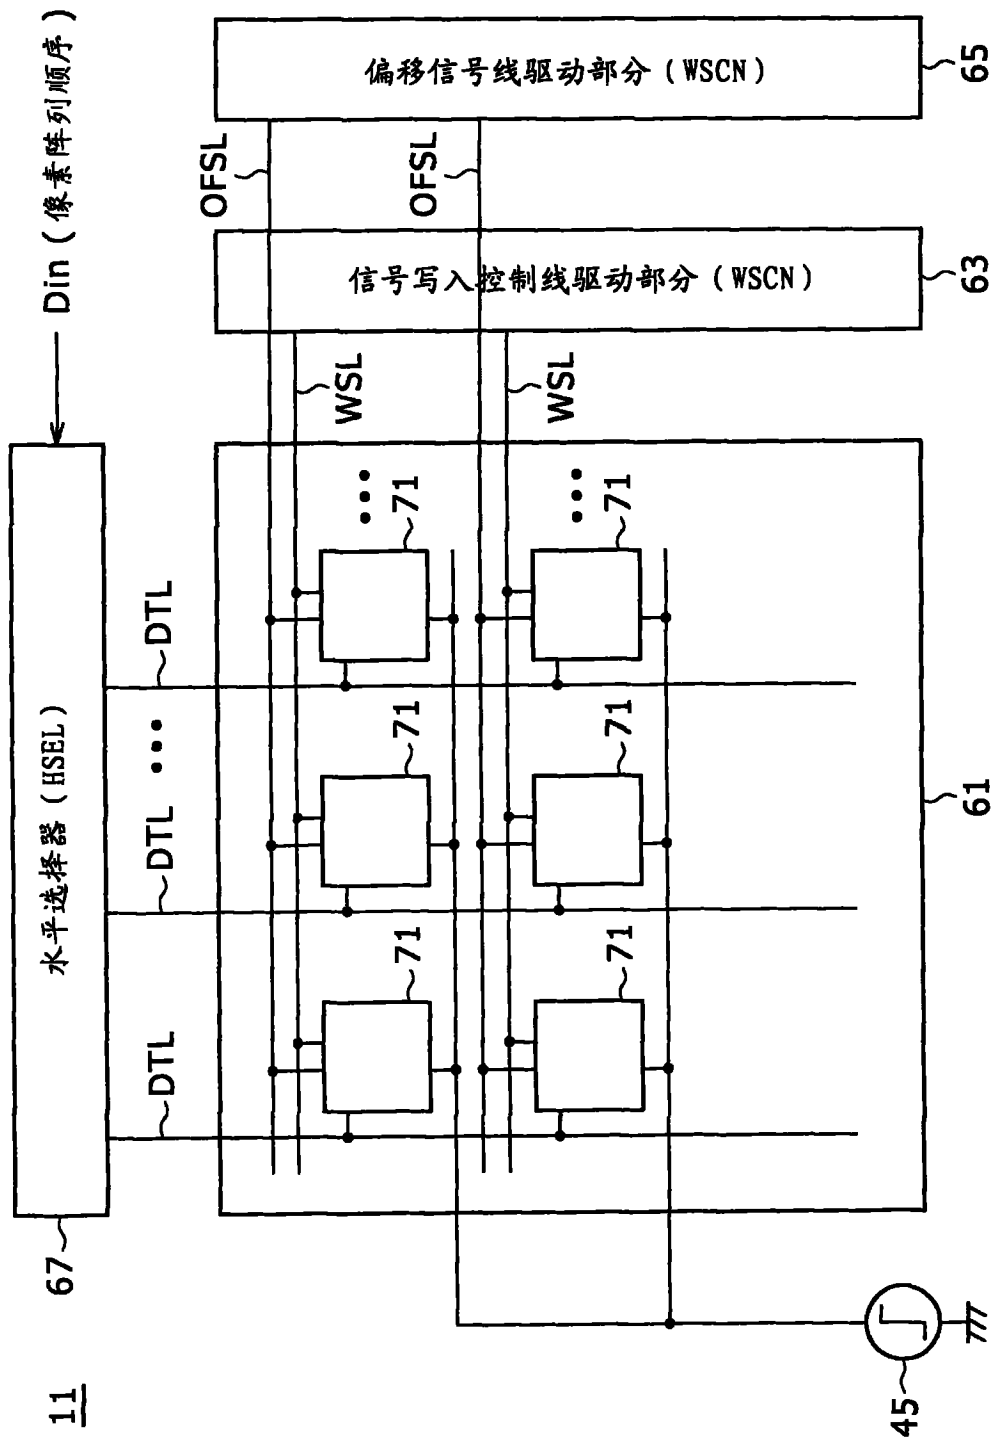 11
67
水平选择器（HSEL）
Din（像素阵列顺序）
DTL
DTL
•••
DTL
OFSL
WSL
71
71
71
•••
信号写入控制线驱动部分（WSCN）
偏移信号线驱动部分（WSCN）
OFSL
WSL
71
71
71
•••
45
61
63
65